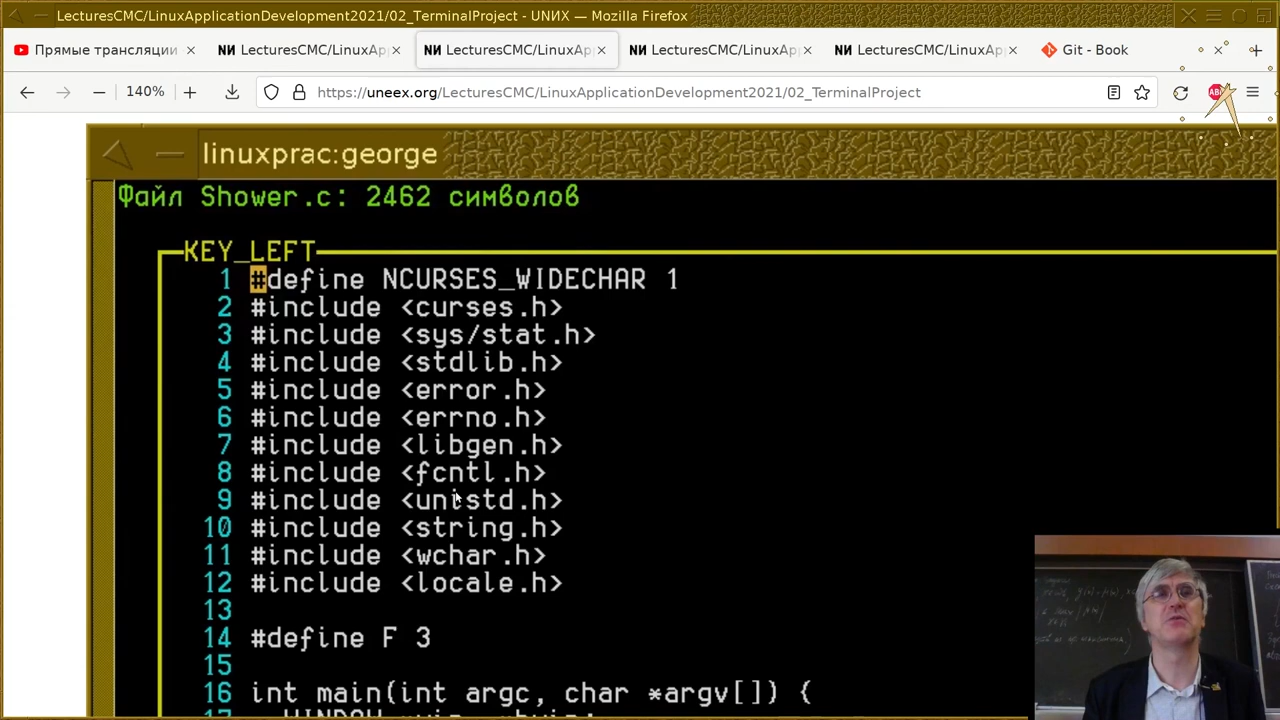 LecturesCMC/LinuxApplicationDevelopment2021/02_TerminalProject - UNИX — Mozilla Firefox
Прямые трансляции
LecturesCMC/LinuxAp
LecturesCMC/LinuxAp
LecturesCMC/LinuxAp
LecturesCMC/LinuxAp
Git - Book
140%
https://uneex.org/LecturesCMC/LinuxApplicationDevelopment2021/02_TerminalProject
linuxprac:george
Файл Shower.c: 2462 символов
KEY_LEFT
1 #define NCURSES_WIDECHAR 1
2 #include <curses.h>
3 #include <sys/stat.h>
4 #include <stdlib.h>
5 #include <error.h>
6 #include <errno.h>
7 #include <libgen.h>
8 #include <fcntl.h>
9 #include <unistd.h>
10 #include <string.h>
11 #include <wchar.h>
12 #include <locale.h>
13
14 #define F 3
15
16 int main(int argc, char *argv[]) {